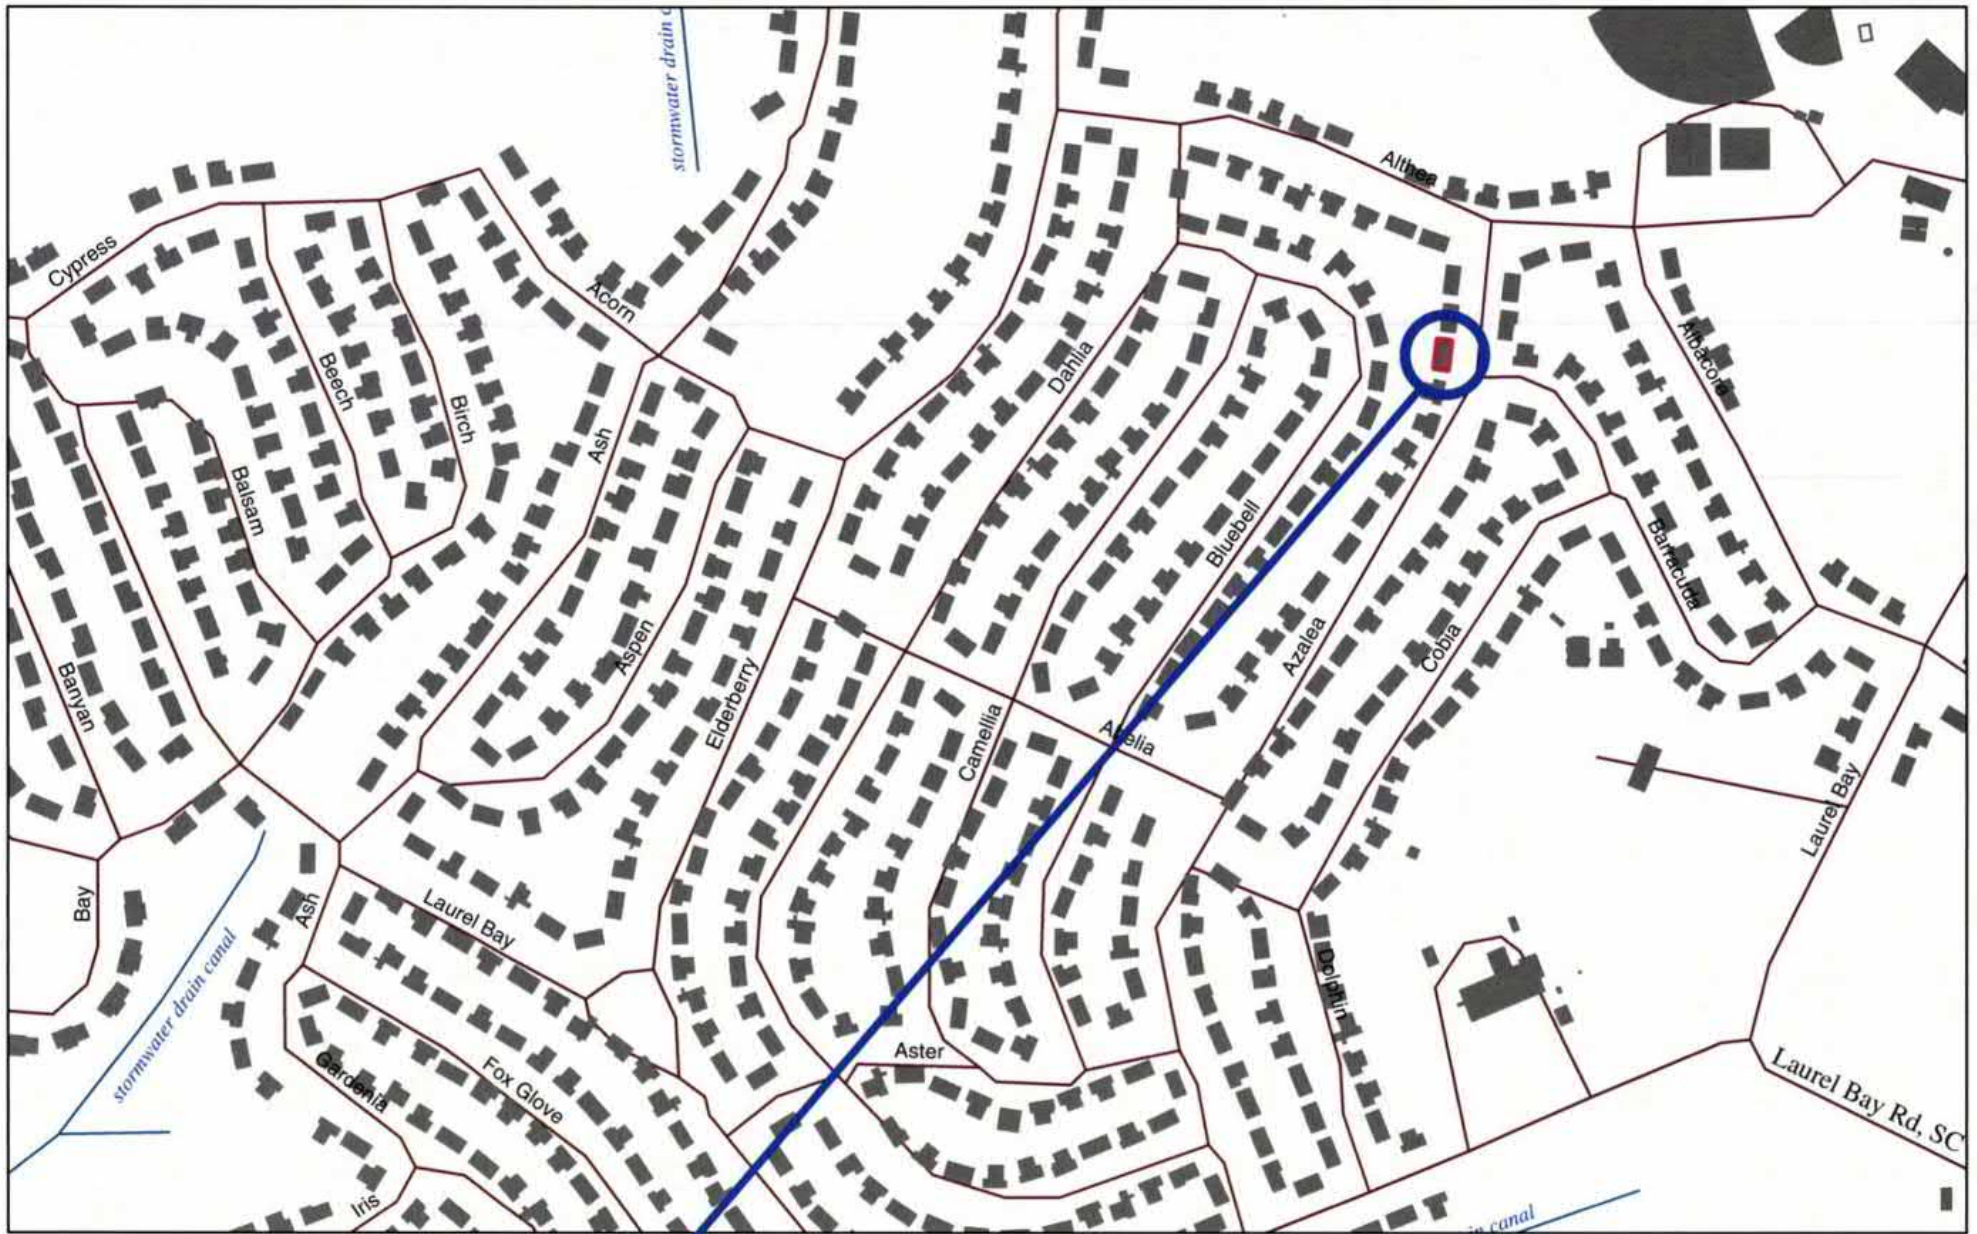 stormwater drain c
Althea
Cypress
Acorn
Albacore
Dahlia
Beech
Birch
Ash
Balsam
Bluebell
Barracuda
Banyan
Aspen
Azalea
Cobia
Elderberry
Camellia
Abelia
Laurel Bay
Bay
Ash
Laurel Bay
stormwater drain canal
Dolphin
Aster
Gardenia
Fox Glove
Laurel Bay Rd, SC
Iris
in canal